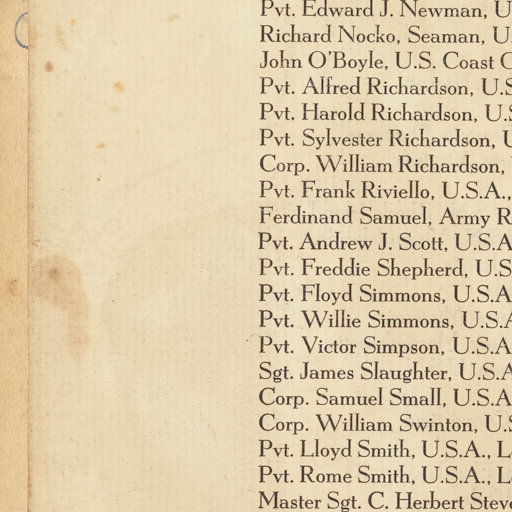 Pvt. Edward J. Newman, U
Richard Nocko, Seaman, U.
John O'Boyle, U.S. Coast G
Pvt. Alfred Richardson, U.S
Pvt. Harold Richardson, U.S
Pvt. Sylvester Richardson, U
Corp. William Richardson,
Pvt. Frank Riviello, U.S.A.,
Ferdinand Samuel, Army R
Pvt. Andrew J. Scott, U.S.A
Pvt. Freddie Shepherd, U.S
Pvt. Floyd Simmons, U.S.A
Pvt. Willie Simmons, U.S.A
Pvt. Victor Simpson, U.S.A
Sgt. James Slaughter, U.S.A
Corp. Samuel Small, U.S.A
Corp. William Swinton, U.S
Pvt. Lloyd Smith, U.S.A., L
Pvt. Rome Smith, U.S.A., L
Master Sgt. C. Herbert Steve